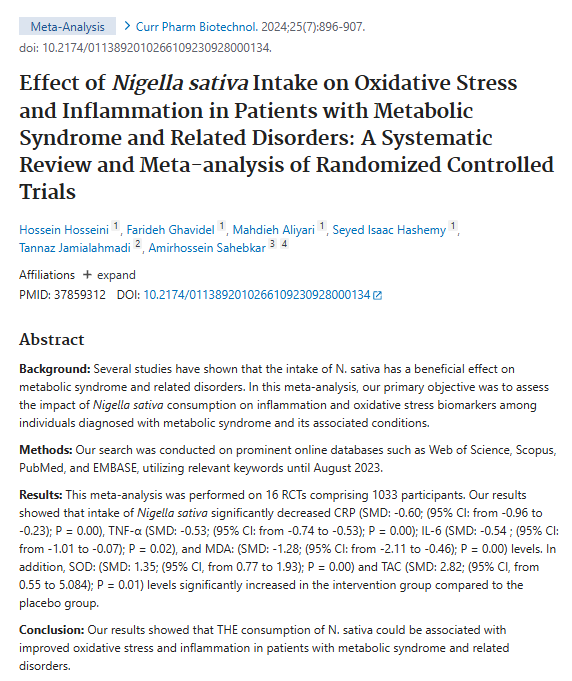 Meta-Analysis > Curr Pharm Biotechnol. 2024;25(7):896-907.
doi: 10.2174/0113892010266109230928000134.
Effect of Nigella sativa Intake on Oxidative Stress
and Inflammation in Patients with Metabolic
Syndrome and Related Disorders: A Systematic
Review and Meta-analysis of Randomized Controlled
Trials
Hossein Hosseini 1, Farideh Ghavidel 1, Mahdieh Aliyari 1, Seyed Isaac Hashemy 1,
Tannaz Jamialahmadi 2, Amirhossein Sahebkar 3 4
Affiliations + expand
PMID: 37859312 DOI: 10.2174/0113892010266109230928000134
Abstract
Background: Several studies have shown that the intake of N. sativa has a beneficial effect on
metabolic syndrome and related disorders. In this meta-analysis, our primary objective was to assess
the impact of Nigella sativa consumption on inflammation and oxidative stress biomarkers among
individuals diagnosed with metabolic syndrome and its associated conditions.
Methods: Our search was conducted on prominent online databases such as Web of Science, Scopus,
PubMed, and EMBASE, utilizing relevant keywords until August 2023.
Results: This meta-analysis was performed on 16 RCTs comprising 1033 participants. Our results
showed that intake of Nigella sativa significantly decreased CRP (SMD: -0.60; (95% CI: from -0.96 to
-0.23); P = 0.00), TNF-α (SMD: -0.53; (95% CI: from -0.74 to -0.53); P = 0.00); IL-6 (SMD: -0.54 ; (95% CI:
from -1.01 to -0.07); P = 0.02), and MDA: (SMD: -1.28; (95% CI: from -2.11 to -0.46); P = 0.00) levels. In
addition, SOD: (SMD: 1.35; (95% CI, from 0.77 to 1.93); P = 0.00) and TAC (SMD: 2.82; (95% CI, from
0.55 to 5.084); P = 0.01) levels significantly increased in the intervention group compared to the
placebo group.
Conclusion: Our results showed that THE consumption of N. sativa could be associated with
improved oxidative stress and inflammation in patients with metabolic syndrome and related
disorders.